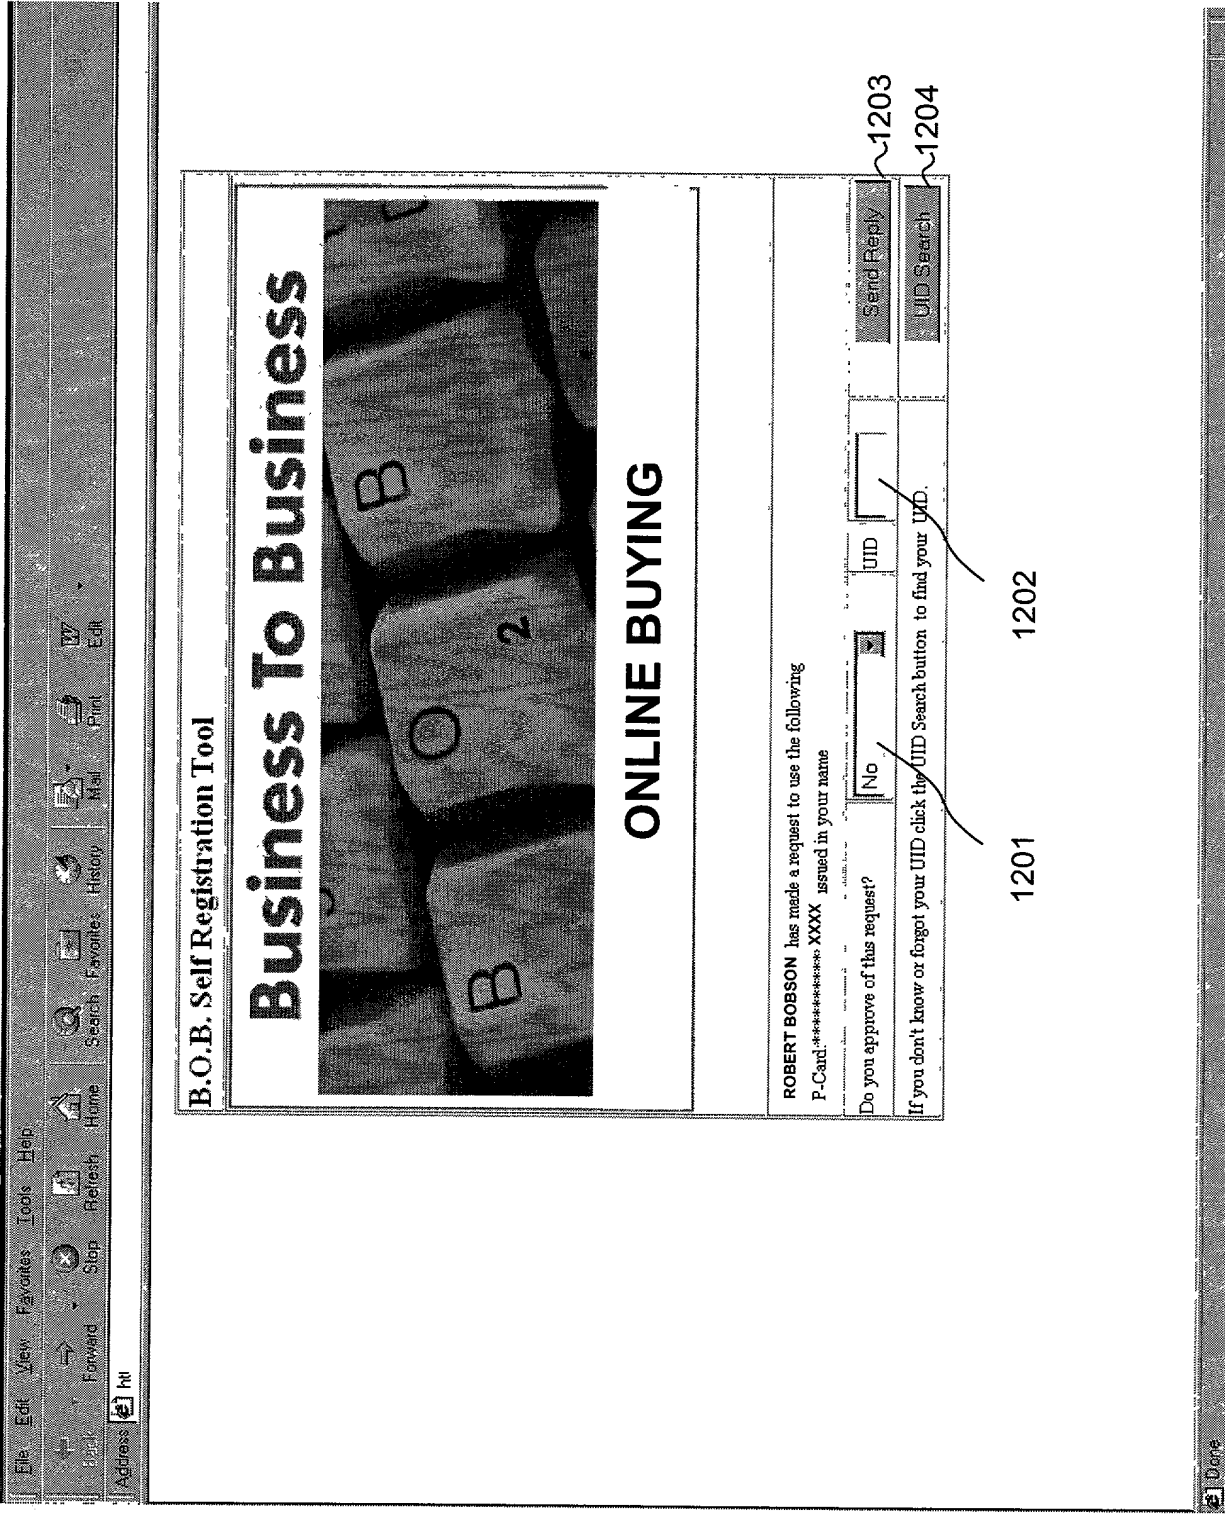 File Edit View Favorites Tools Help
Back Forward Stop Refresh Home Search Favorites History Mail Print Edit
Address htl
B.O.B. Self Registration Tool
Business To Business
B O 2 B
ONLINE BUYING
ROBERT BOBSON has made a request to use the following
P-Card:************XXXX issued in your name
Do you approve of this request? No UID Send Reply
If you don't know or forgot your UID click the UID Search button to find your UID. UID Search
1201
1202
1203
1204
Done